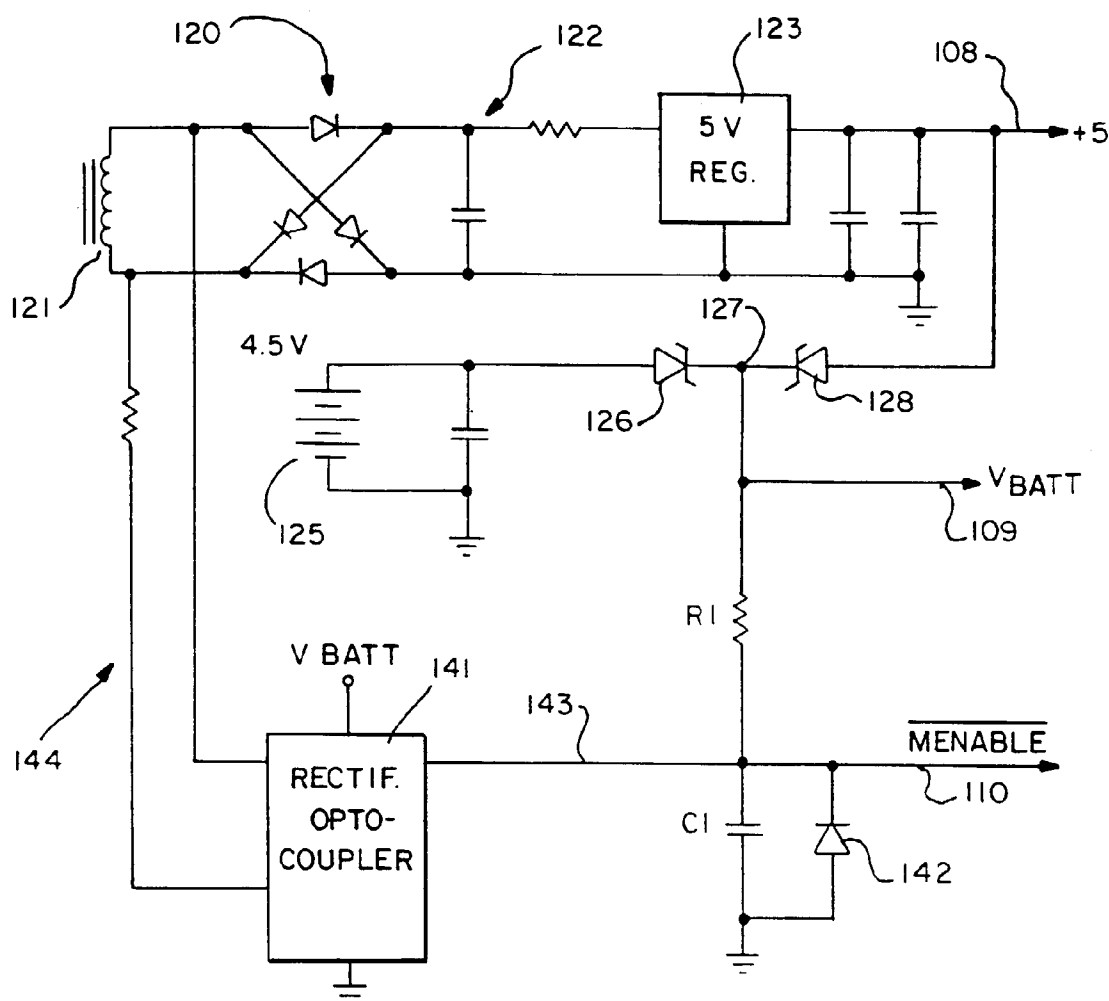 120
122
123
108
5 V
REG.
+5
121
127
4.5 V
126
128
VBATT
125
109
R1
V BATT
141
144
143
MENABLE
RECTIF.
OPTO-
COUPLER
110
C1
142